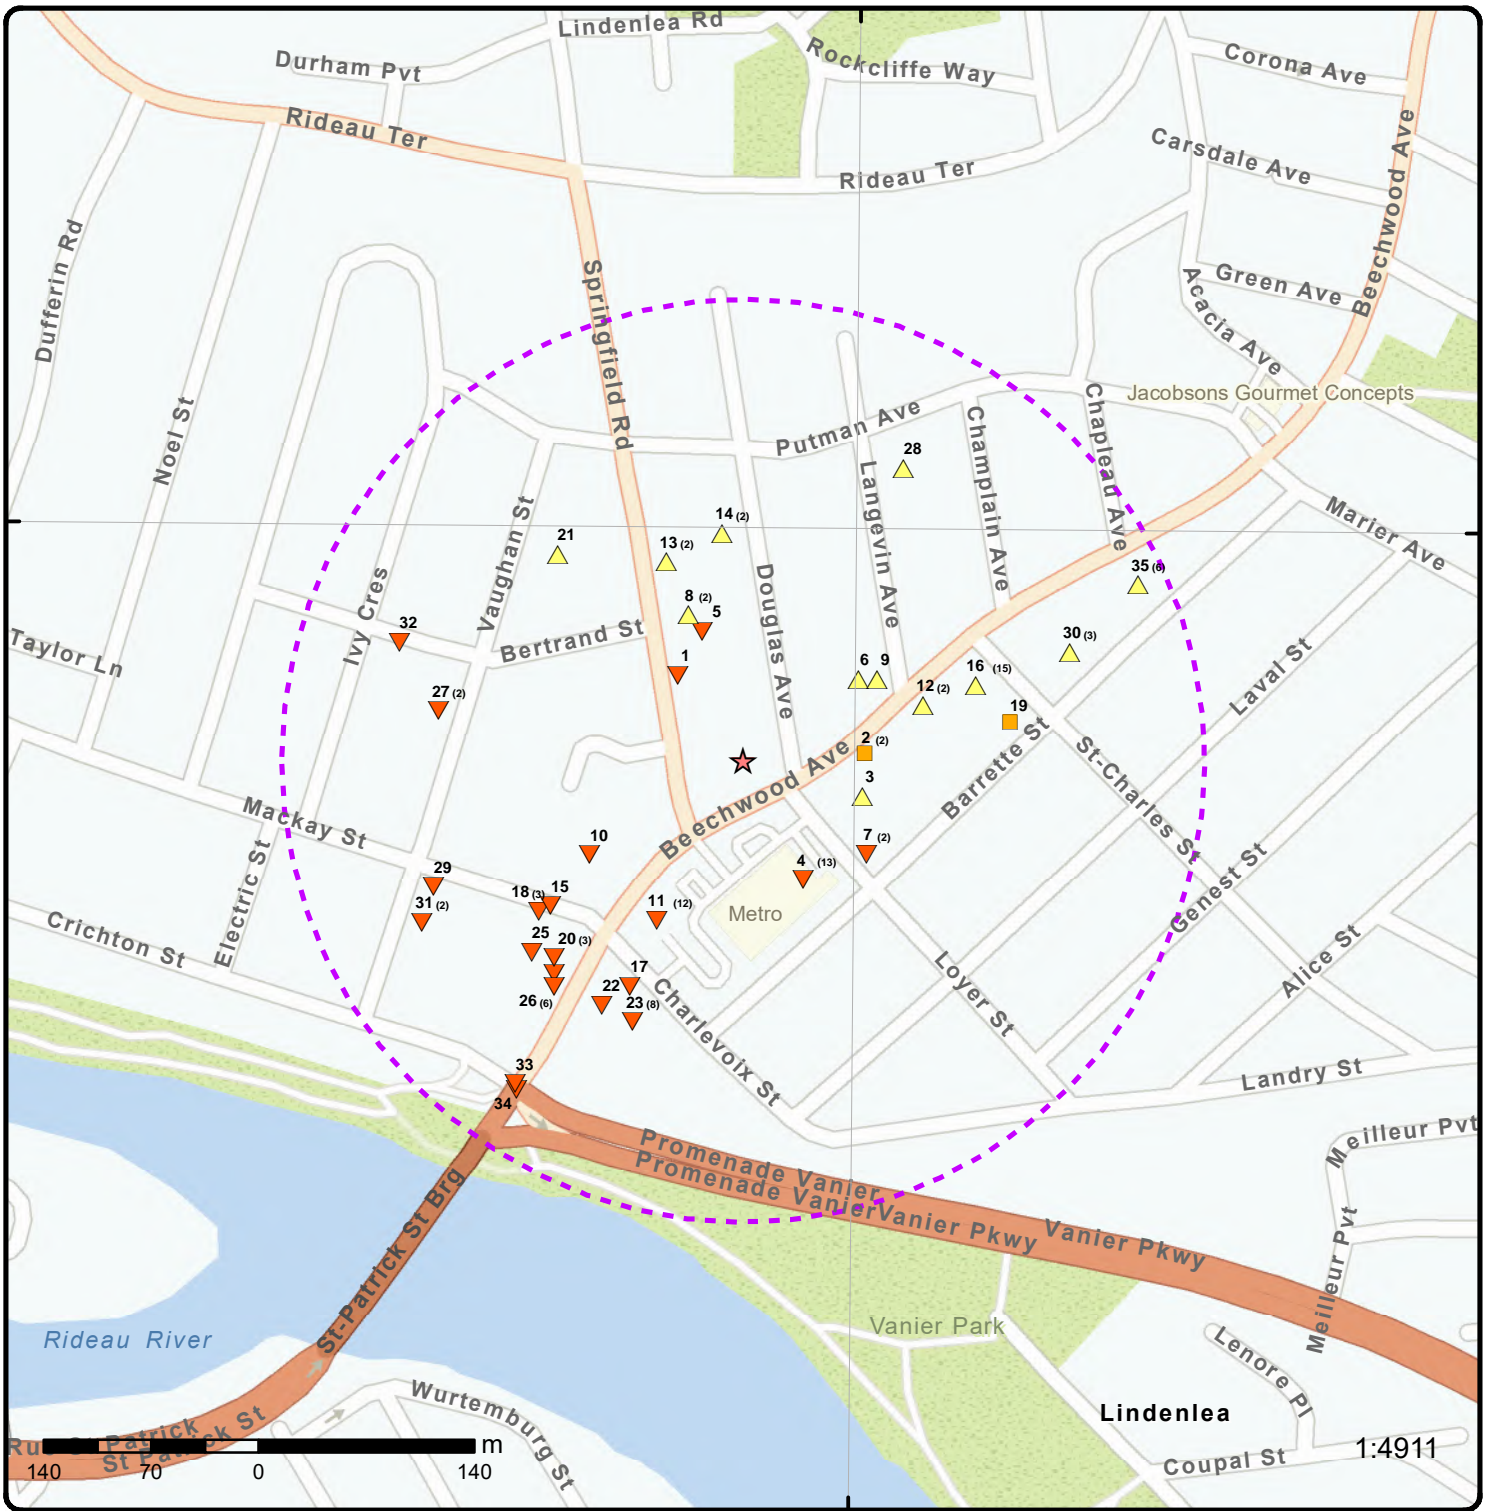 Lindenlea Rd
Durham Pvt
Rockcliffe Way
Corona Ave
Rideau Ter
Carsdale Ave
Beechwood Ave
Rideau Ter
Dufferin Rd
Springfield Rd
Green Ave
Acacia Ave
Noel St
Jacobsons Gourmet Concepts
Putman Ave
Chapleau Ave
Champlain Ave
Langevin Ave
28
Marier Ave
Vaughan St
14 (2)
21
13 (2)
35 (6)
Ivy Cres
Douglas Ave
8 (2)
5
32
Bertrand St
Taylor Ln
30 (3)
1
6
9
16 (15)
Laval St
27 (2)
12 (2)
19
2 (2)
Beechwood Ave
Barrette St
St-Charles St
3
Mackay St
10
7 (2)
4 (13)
29
Electric St
Genest St
18 (3)
15
11 (12)
Metro
31 (2)
Crichton St
25
20 (3)
Alice St
Loyer St
17
26 (6)
22
23 (8)
Charlevoix St
33
34
Landry St
Meilleur Pvt
Promenade Vanier
Promenade Vanier
Vanier Pkwy
Vanier Pkwy
St-Patrick St Brg
Meilleur Pvt
Rideau River
Vanier Park
Lenore Pl
Wurtemburg St
Lindenlea
Rue St-Patrick
St Patrick St
m
1:4911
Coupal St
140
70
0
140